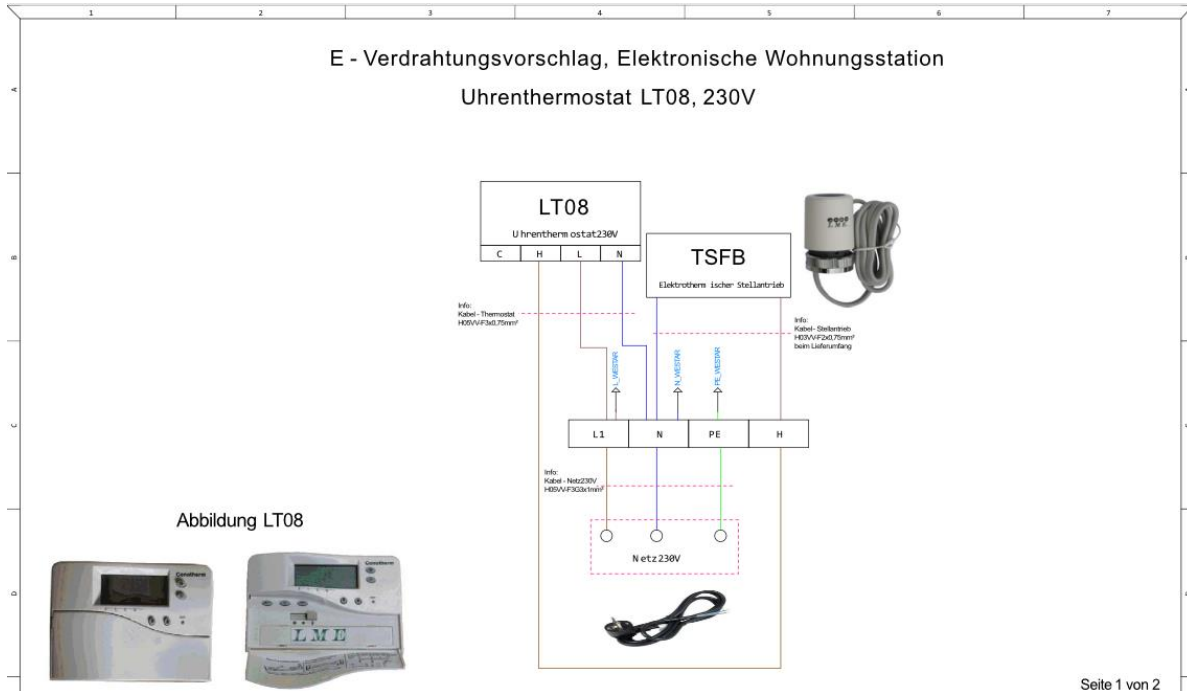 1 2 3 4 5 6 7
E - Verdrahtungsvorschlag, Elektronische Wohnungsstation
Uhrenthermostat LT08, 230V
A
B
C
D
LT08
Uhrenthermostat230V
C H L N
TSFB
Elektrothermischer Stellantrieb
LME
Info:
Kabel - Thermostat
H05VV-F3x0,75mm²
Info:
Kabel - Stellantrieb
H03VV-F2x0,75mm²
beim Lieferumfang
L_WESTAR
N_WESTAR
PE_WESTAR
L1 N PE H
Info:
Kabel - Netz230V
H05VV-F3G3x1mm²
Netz230V
Abbildung LT08
LME
Seite 1 von 2